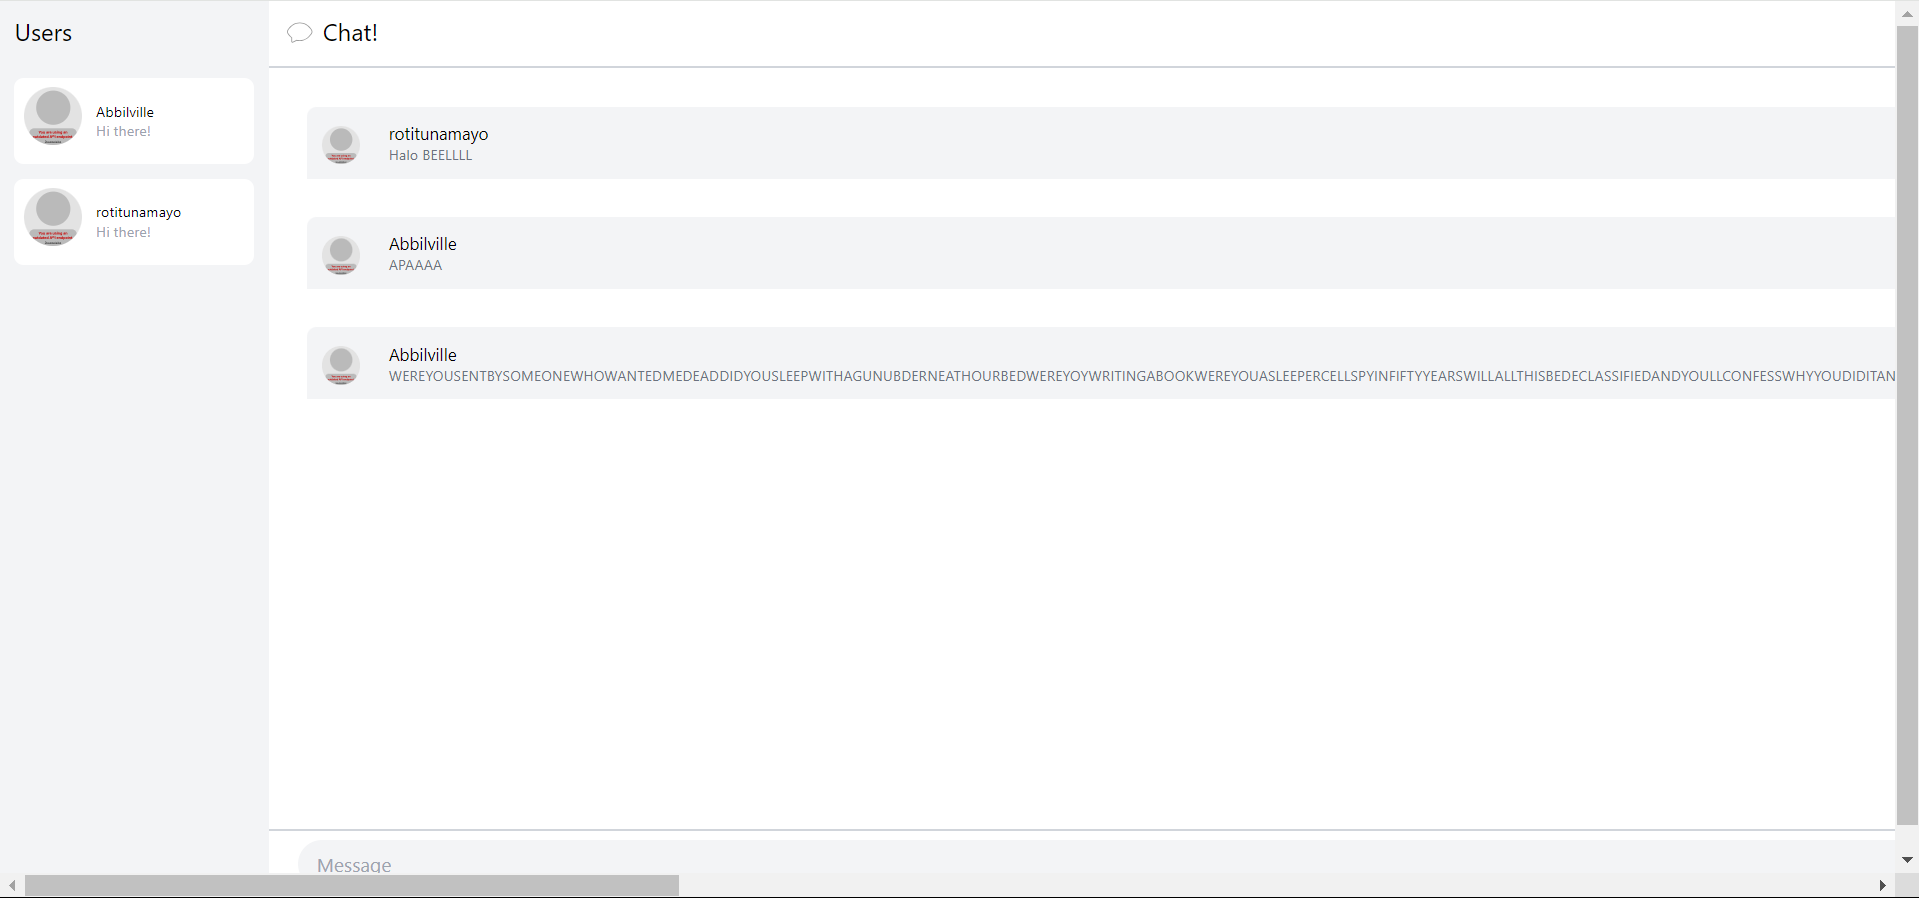 Users
Chat!
Abbilville
Hi there!
rotitunamayo
Hi there!
rotitunamayo
Halo BEELLLL
Abbilville
APAAAA
Abbilville
WEREYOUSENTBYSOMEONEWHOWANTEDMEDEADDIDYOUSLEEPWITHAGUNUBDERNEATHOURBEDWEREYOYWRITINGABOOKWEREYOUASLEEPERCELLSPYINFIFTYYEARSWILLALLTHISBEDECLASSIFIEDANDYOULLCONFESSWHYYOUDIDITAN
Message